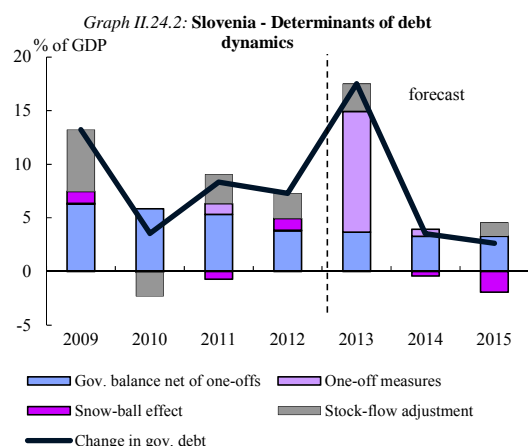 Graph II.24.2: Slovenia - Determinants of debt
dynamics
% of GDP
20
15
10
5
0
-5
forecast
2009 2010 2011 2012 2013 2014 2015
Gov. balance net of one-offs One-off measures
Snow-ball effect Stock-flow adjustment
Change in gov. debt